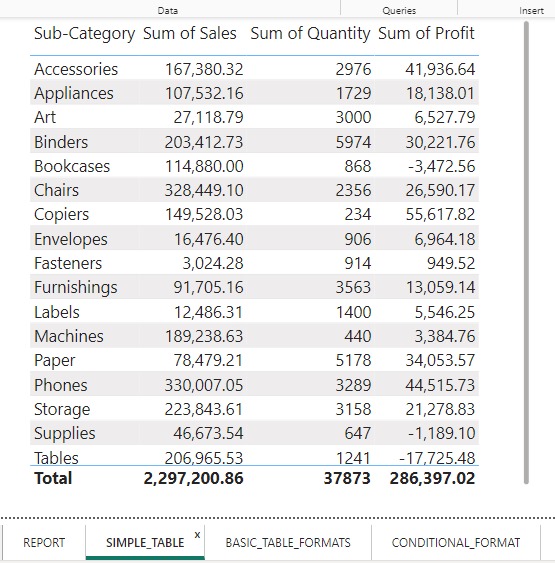 Data Queries Insert
Sub-Category Sum of Sales Sum of Quantity Sum of Profit
Accessories 167,380.32 2976 41,936.64
Appliances 107,532.16 1729 18,138.01
Art 27,118.79 3000 6,527.79
Binders 203,412.73 5974 30,221.76
Bookcases 114,880.00 868 -3,472.56
Chairs 328,449.10 2356 26,590.17
Copiers 149,528.03 234 55,617.82
Envelopes 16,476.40 906 6,964.18
Fasteners 3,024.28 914 949.52
Furnishings 91,705.16 3563 13,059.14
Labels 12,486.31 1400 5,546.25
Machines 189,238.63 440 3,384.76
Paper 78,479.21 5178 34,053.57
Phones 330,007.05 3289 44,515.73
Storage 223,843.61 3158 21,278.83
Supplies 46,673.54 647 -1,189.10
Tables 206,965.53 1241 -17,725.48
Total 2,297,200.86 37873 286,397.02
REPORT SIMPLE_TABLE x BASIC_TABLE_FORMATS CONDITIONAL_FORMAT